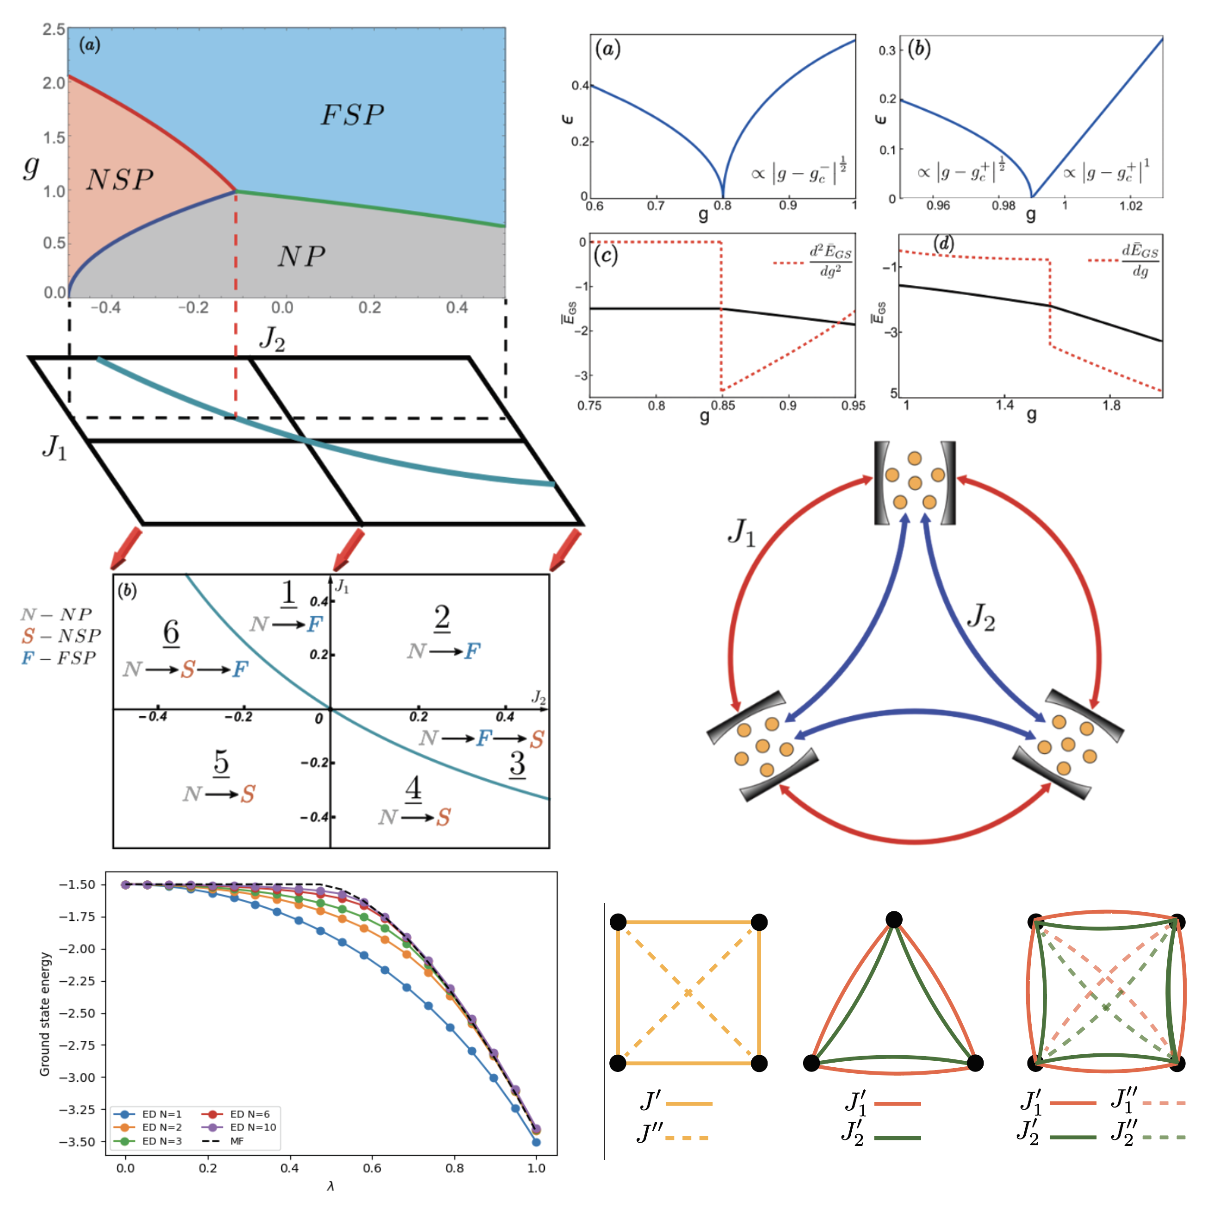 (a)
2.5
2.0
1.5
1.0
0.5
0.0
g
FSP
NSP
NP
−0.4 −0.2 0.0 0.2 0.4
J₂
J₁
N − NP
S − NSP
F − FSP
(b)
J₁
J₂
0.4
0.2
0
−0.2
−0.4
−0.4 −0.2 0.2 0.4
1
N → F
2
N → F
6
N → S → F
N → F → S
3
5
N → S
4
N → S
(a)
ϵ
0.4
0.2
0
∝ |g − g_c^−|^{1/2}
0.6 0.7 0.8 0.9 1
g
(b)
ϵ
0.3
0.2
0.1
0
∝ |g − g_c^+|^{1/2}
∝ |g − g_c^+|^1
0.96 0.98 1 1.02
g
(c)
d²Ē_GS/dg²
Ē_GS
0
−1
−2
−3
0.75 0.8 0.85 0.9 0.95
g
(d)
dĒ_GS/dg
Ē_GS
−1
−3
5
1 1.4 1.8
g
J₁
J₂
Ground state energy
−1.50
−1.75
−2.00
−2.25
−2.50
−2.75
−3.00
−3.25
−3.50
ED N=1
ED N=2
ED N=3
ED N=6
ED N=10
MF
0.0 0.2 0.4 0.6 0.8 1.0
λ
J′
J″
J′₁
J′₂
J′₁ J″₁
J′₂ J″₂